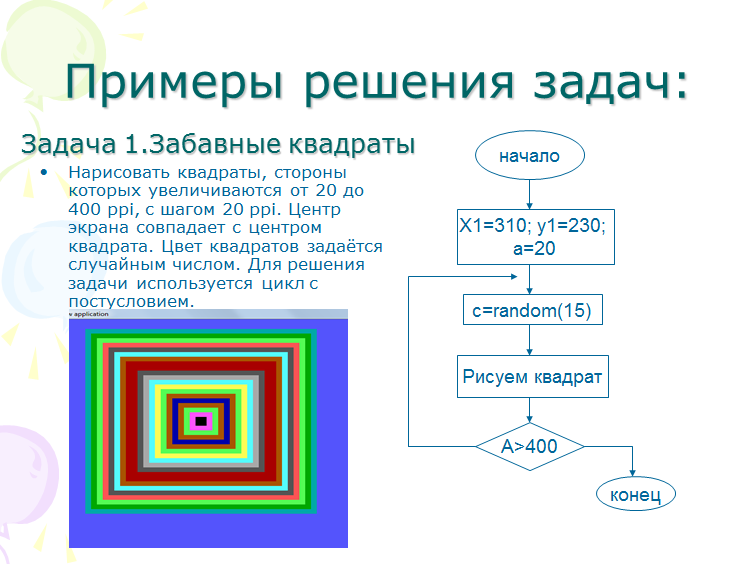 Примеры решения задач:
Задача 1.Забавные квадраты
• Нарисовать квадраты, стороны
которых увеличиваются от 20 до
400 ppi, с шагом 20 ppi. Центр
экрана совпадает с центром
квадрата. Цвет квадратов задаётся
случайным числом. Для решения
задачи используется цикл с
постусловием.
w application
начало
X1=310; y1=230;
a=20
c=random(15)
Рисуем квадрат
A>400
конец